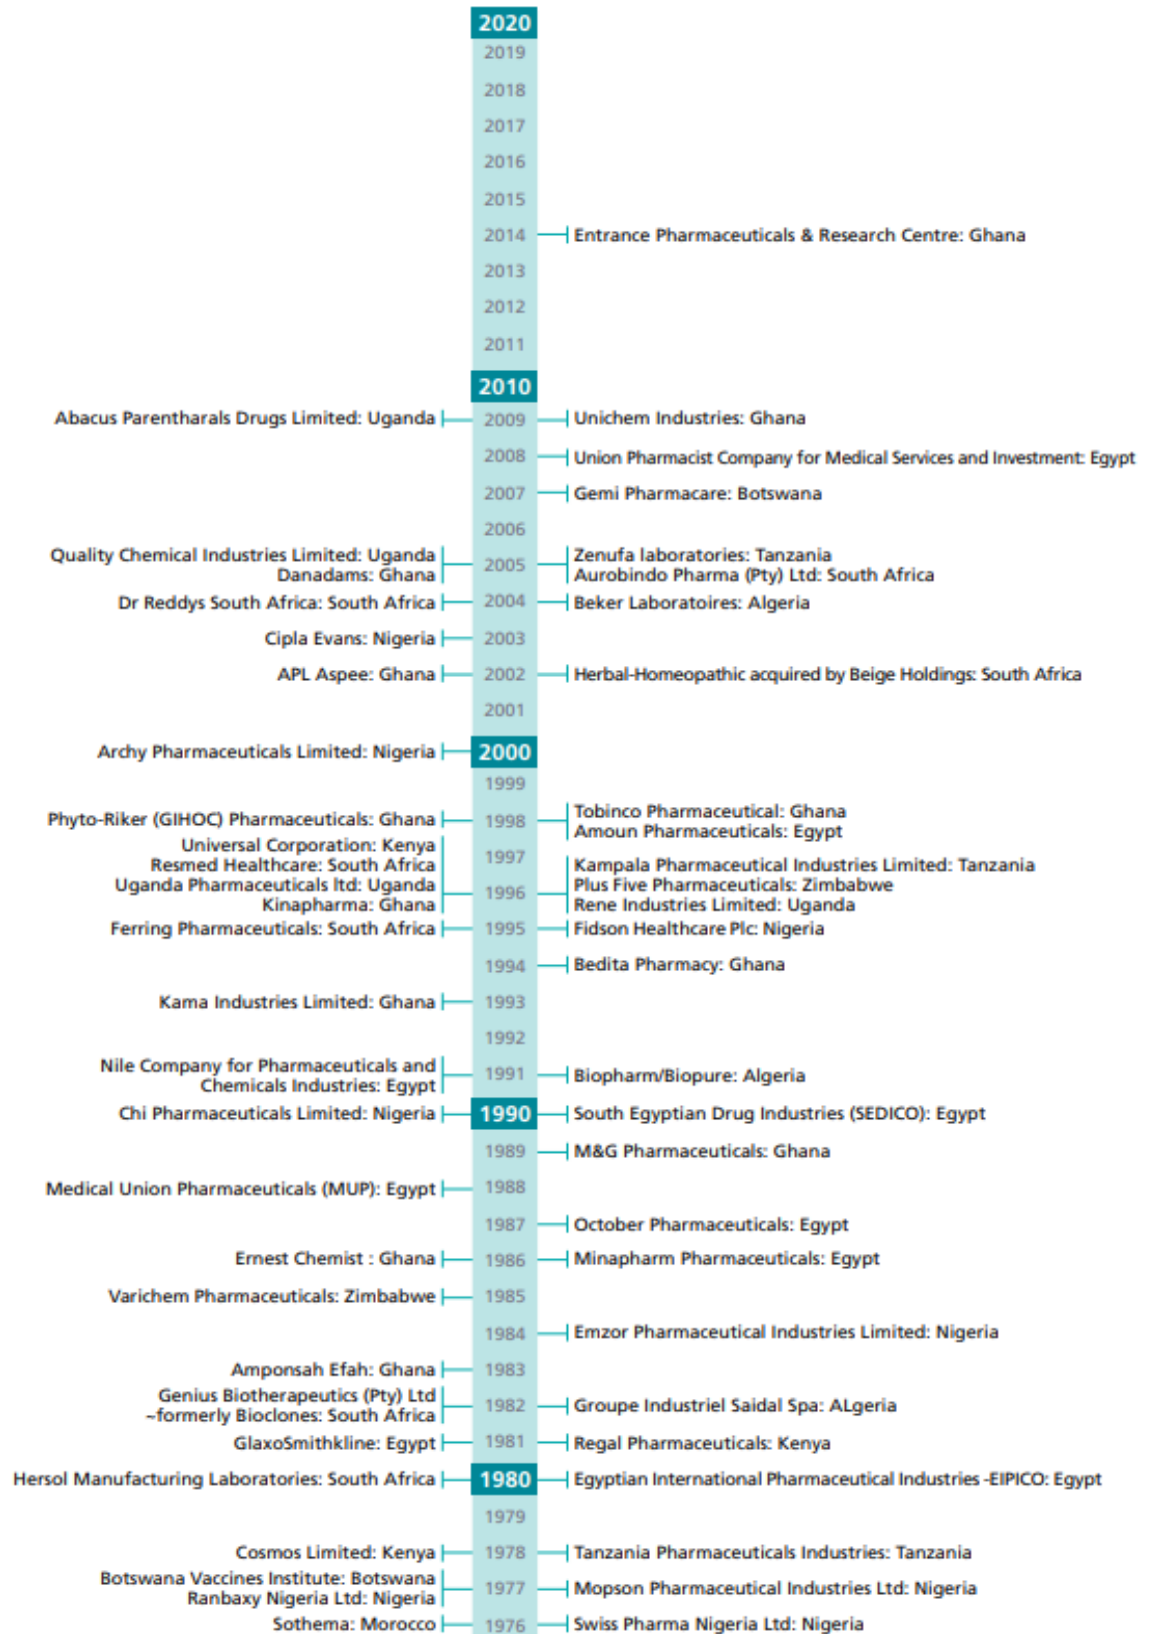 2020
2019
2018
2017
2016
2015
2014 Entrance Pharmaceuticals & Research Centre: Ghana
2013
2012
2011
2010
Abacus Parentharals Drugs Limited: Uganda 2009 Unichem Industries: Ghana
2008 Union Pharmacist Company for Medical Services and Investment: Egypt
2007 Gemi Pharmacare: Botswana
2006
Quality Chemical Industries Limited: Uganda
Danadams: Ghana
2005
Zenufa laboratories: Tanzania
Aurobindo Pharma (Pty) Ltd: South Africa
Dr Reddys South Africa: South Africa 2004 Beker Laboratoires: Algeria
Cipla Evans: Nigeria 2003
APL Aspee: Ghana 2002 Herbal-Homeopathic acquired by Beige Holdings: South Africa
2001
Archy Pharmaceuticals Limited: Nigeria 2000
1999
Phyto-Riker (GIHOC) Pharmaceuticals: Ghana 1998
Tobinco Pharmaceutical: Ghana
Amoun Pharmaceuticals: Egypt
1997
Universal Corporation: Kenya
Resmed Healthcare: South Africa
Uganda Pharmaceuticals ltd: Uganda
Kinapharma: Ghana
1996
Kampala Pharmaceutical Industries Limited: Tanzania
Plus Five Pharmaceuticals: Zimbabwe
Rene Industries Limited: Uganda
Ferring Pharmaceuticals: South Africa 1995 Fidson Healthcare Plc: Nigeria
1994 Bedita Pharmacy: Ghana
Kama Industries Limited: Ghana 1993
1992
Nile Company for Pharmaceuticals and
Chemicals Industries: Egypt
1991 Biopharm/Biopure: Algeria
Chi Pharmaceuticals Limited: Nigeria 1990 South Egyptian Drug Industries (SEDICO): Egypt
1989 M&G Pharmaceuticals: Ghana
Medical Union Pharmaceuticals (MUP): Egypt 1988
1987 October Pharmaceuticals: Egypt
Ernest Chemist : Ghana 1986 Minapharm Pharmaceuticals: Egypt
Varichem Pharmaceuticals: Zimbabwe 1985
1984 Emzor Pharmaceutical Industries Limited: Nigeria
Amponsah Efah: Ghana 1983
Genius Biotherapeutics (Pty) Ltd
~formerly Bioclones: South Africa
1982 Groupe Industriel Saidal Spa: ALgeria
GlaxoSmithkline: Egypt 1981 Regal Pharmaceuticals: Kenya
Hersol Manufacturing Laboratories: South Africa 1980 Egyptian International Pharmaceutical Industries -EIPICO: Egypt
1979
Cosmos Limited: Kenya 1978 Tanzania Pharmaceuticals Industries: Tanzania
Botswana Vaccines Institute: Botswana
Ranbaxy Nigeria Ltd: Nigeria
1977 Mopson Pharmaceutical Industries Ltd: Nigeria
Sothema: Morocco 1976 Swiss Pharma Nigeria Ltd: Nigeria